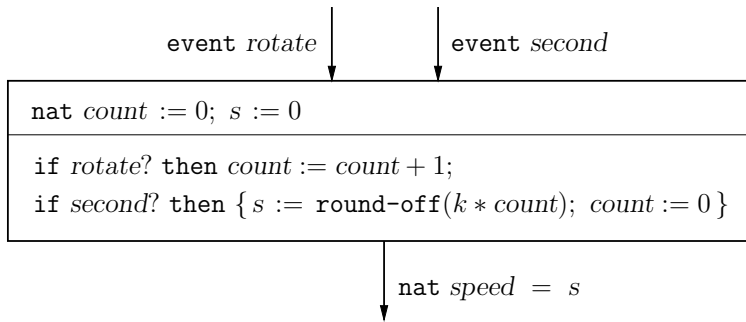 event rotate
event second
nat count := 0; s := 0
if rotate? then count := count + 1;
if second? then { s := round-off(k * count); count := 0 }
nat speed = s